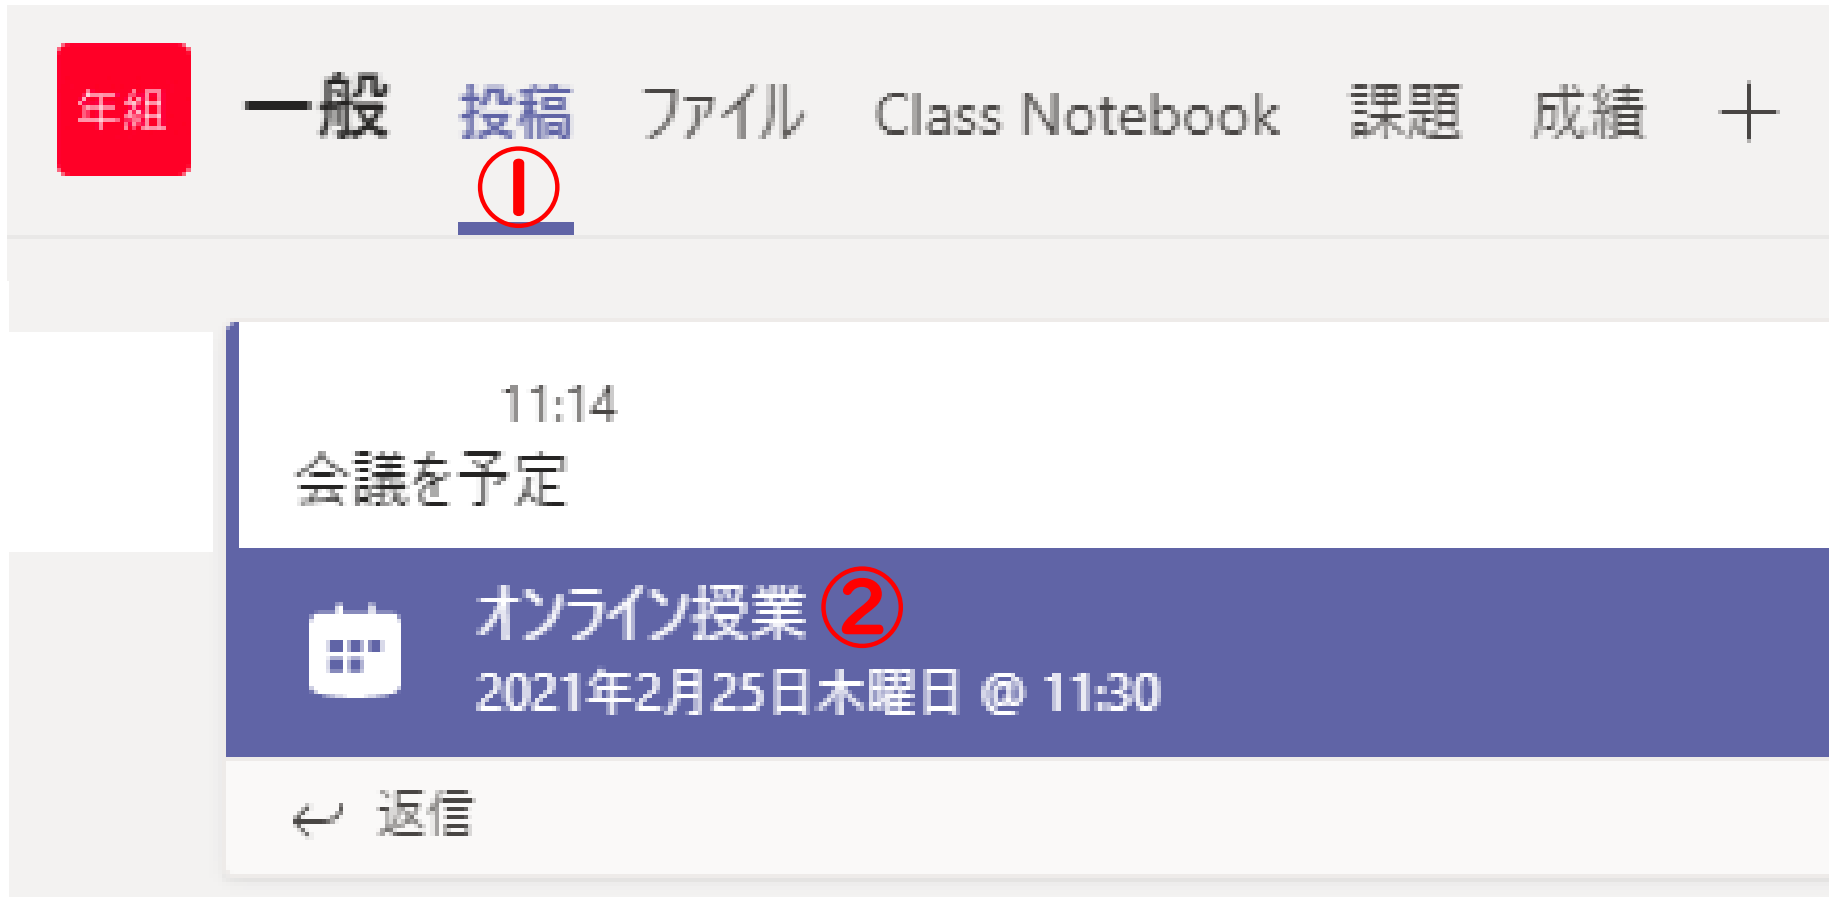 年組 一般 投稿 ファイル Class Notebook 課題 成績 +
①
11:14
会議を予定
オンライン授業 ②
2021年2月25日木曜日 @ 11:30
返信